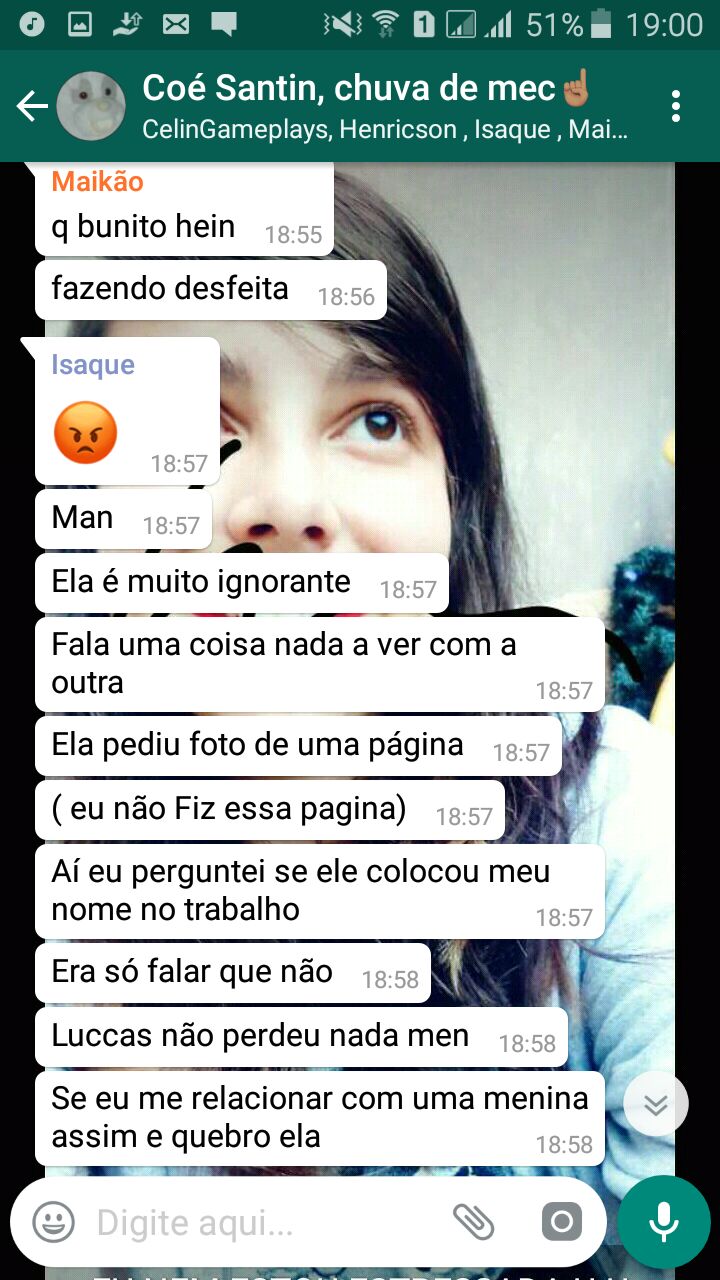 51% 19:00
Coé Santin, chuva de mec☝🏽
CelinGameplays, Henricson , Isaque , Mai...
Maikão
q bunito hein 18:55
fazendo desfeita 18:56
Isaque
😡 18:57
Man 18:57
Ela é muito ignorante 18:57
Fala uma coisa nada a ver com a
outra 18:57
Ela pediu foto de uma página 18:57
( eu não Fiz essa pagina) 18:57
Aí eu perguntei se ele colocou meu
nome no trabalho 18:57
Era só falar que não 18:58
Luccas não perdeu nada men 18:58
Se eu me relacionar com uma menina
assim e quebro ela 18:58
Digite aqui...